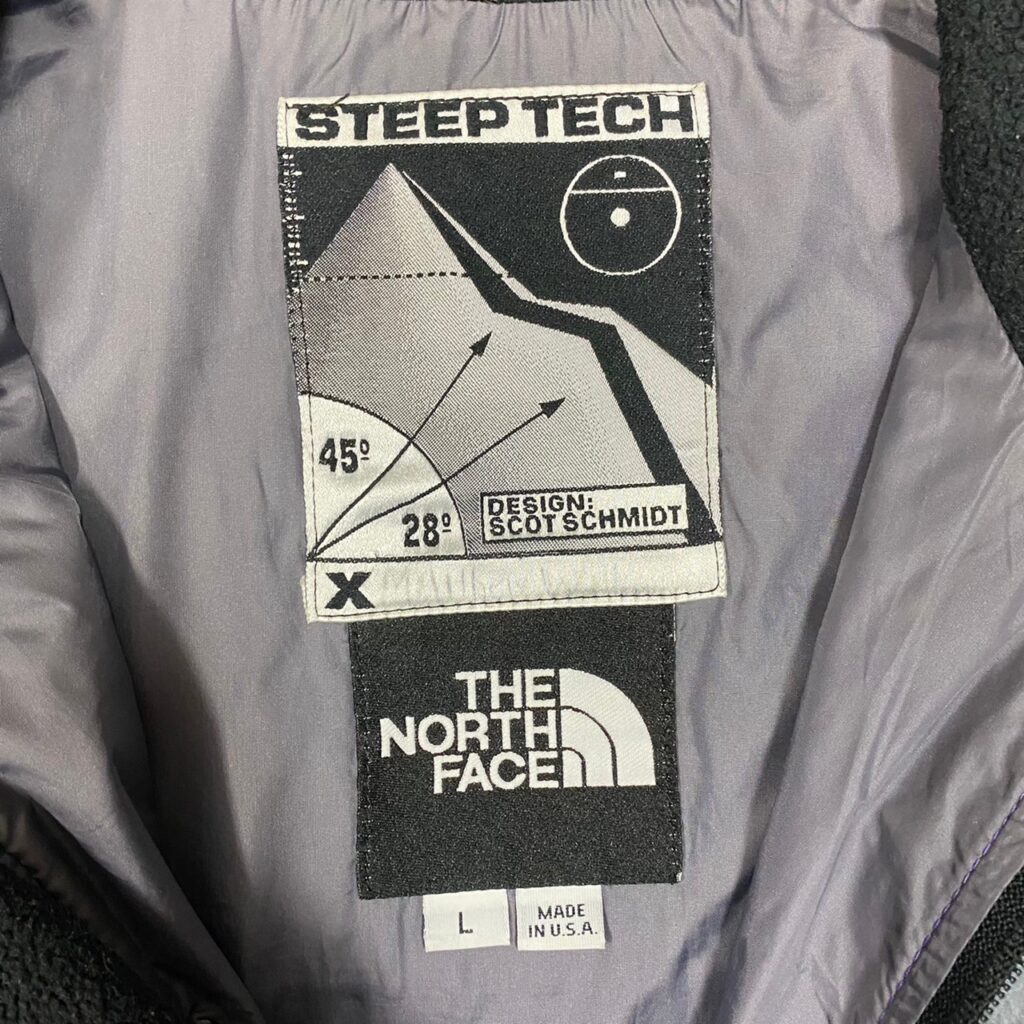 STEEP TECH
45º
28º
DESIGN:
SCOT SCHMIDT
X
THE
NORTH
FACE
L
MADE
IN U.S.A.